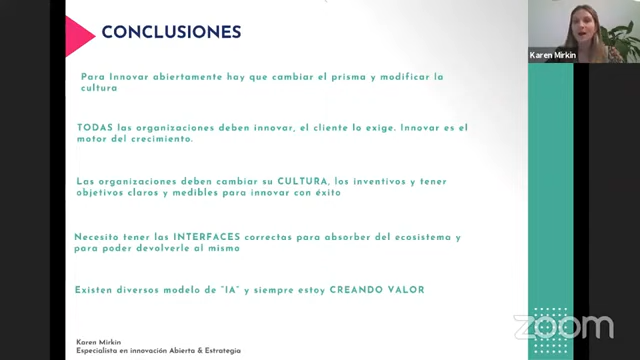 CONCLUSIONES
Para Innovar abiertamente hay que cambiar el prisma y modificar la
cultura
TODAS las organizaciones deben innovar, el cliente lo exige. Innovar es el
motor del crecimiento.
Las organizaciones deben cambiar su CULTURA, los inventivos y tener
objetivos claros y medibles para innovar con éxito
Necesito tener las INTERFACES correctas para absorber del ecosistema y
para poder devolverle al mismo
Existen diversos modelo de "IA" y siempre estoy CREANDO VALOR
Karen Mirkin
Especialista en innovación Abierta & Estrategia
Karen Mirkin
zoom